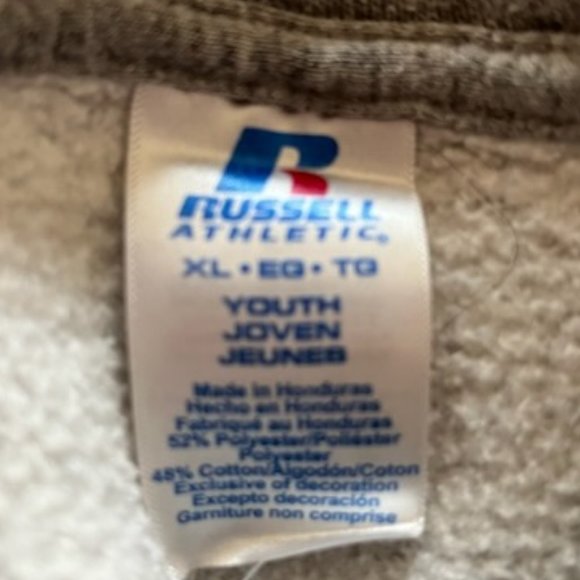 R
RUSSELL
ATHLETIC®
XL • EG • TG
YOUTH
JOVEN
JEUNES
Made in Honduras
Hecho en Honduras
Fabriqué au Honduras
52% Polyester/Poliéster
Polyester
48% Cotton/Algodón/Coton
Exclusive of decoration
Excepto decoración
Garniture non comprise